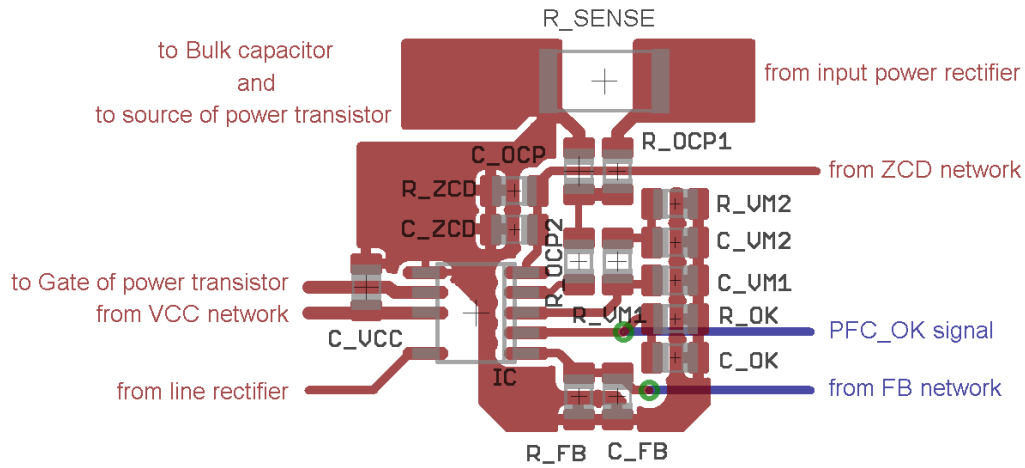 R_SENSE
to Bulk capacitor
and
to source of power transistor
from input power rectifier
C_OCP
R_OCP1
R_ZCD
from ZCD network
C_ZCD
R_VM2
R_OCP2
C_VM2
to Gate of power transistor
C_VM1
from VCC network
R_VM1
R_OK
C_VCC
PFC_OK signal
C_OK
IC
from line rectifier
from FB network
R_FB
C_FB